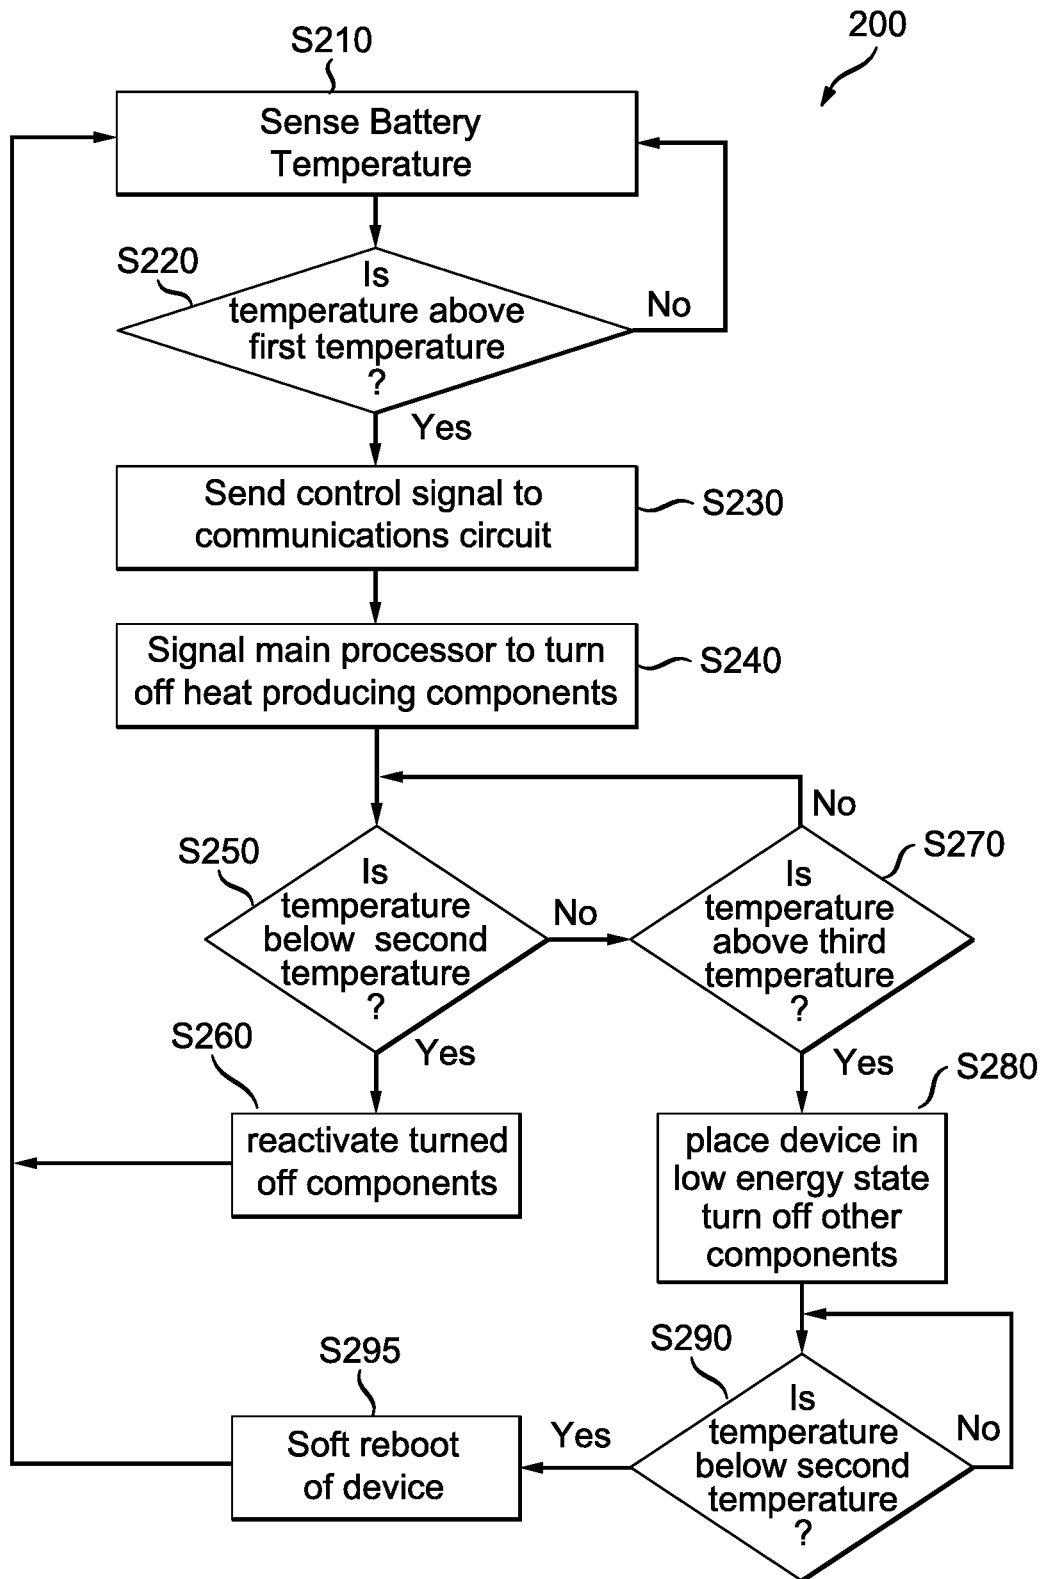 200
S210
Sense Battery
Temperature
S220
Is
temperature above
first temperature
?
No
Yes
Send control signal to
communications circuit
S230
Signal main processor to turn
off heat producing components
S240
No
S250
Is
temperature
below second
temperature
?
No
S270
Is
temperature
above third
temperature
?
Yes
Yes
S260
reactivate turned
off components
S280
place device in
low energy state
turn off other
components
S290
Is
temperature
below second
temperature
?
No
Yes
S295
Soft reboot
of device